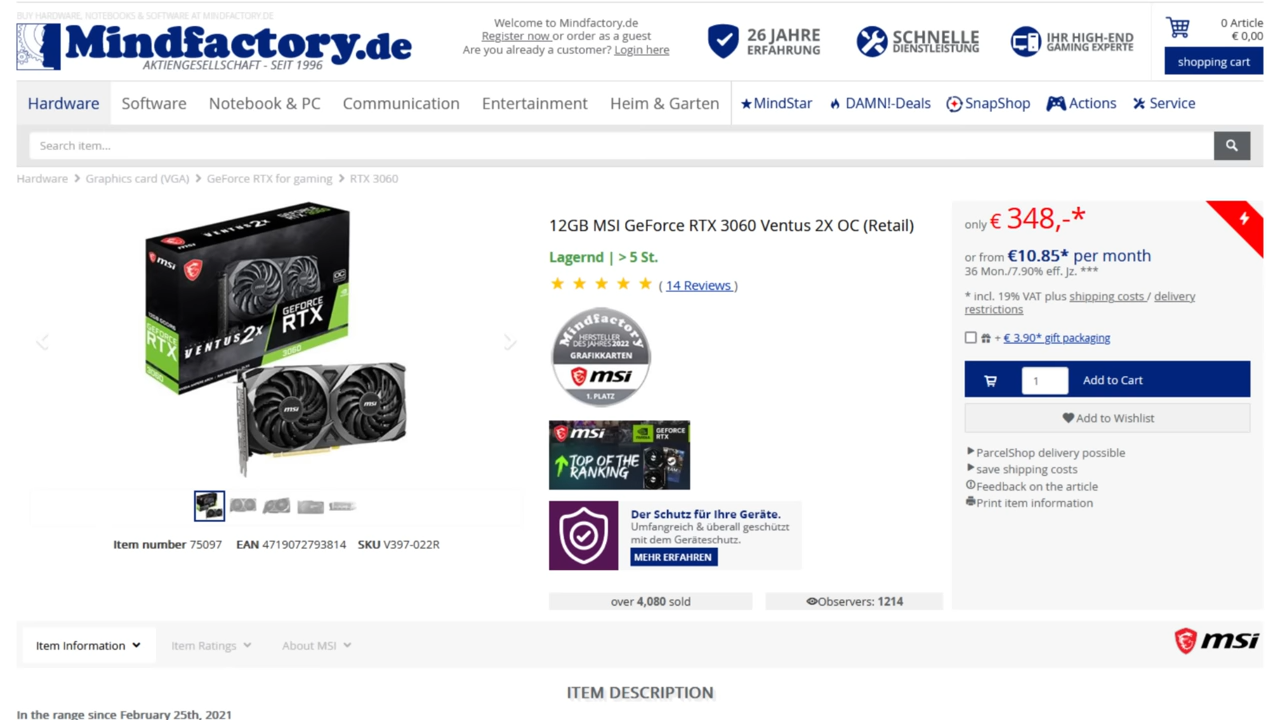 BUY HARDWARE, NOTEBOOKS & SOFTWARE AT MINDFACTORY.DE
Mindfactory.de
AKTIENGESELLSCHAFT - SEIT 1996
Welcome to Mindfactory.de
Register now or order as a guest
Are you already a customer? Login here
26 JAHRE
ERFAHRUNG
SCHNELLE
DIENSTLEISTUNG
IHR HIGH-END
GAMING EXPERTE
0 Article
€ 0,00
shopping cart
Hardware Software Notebook & PC Communication Entertainment Heim & Garten MindStar DAMN!-Deals SnapShop Actions Service
Search item...
Hardware > Graphics card (VGA) > GeForce RTX for gaming > RTX 3060
msi
VENTUS 2X
OC
GEFORCE
RTX
3060
12GB MSI GeForce RTX 3060 Ventus 2X OC (Retail)
Lagernd | > 5 St.
( 14 Reviews )
Mindfactory
HERSTELLER
DES JAHRES 2022
GRAFIKKARTEN
msi
1. PLATZ
msi
GEFORCE
RTX
TOP OF THE
RANKING
Der Schutz für Ihre Geräte.
Umfangreich & überall geschützt
mit dem Geräteschutz.
MEHR ERFAHREN
over 4,080 sold
Observers: 1214
only € 348,-*
or from €10.85* per month
36 Mon./7.90% eff. Jz. ***
* incl. 19% VAT plus shipping costs / delivery
restrictions
+ € 3.90* gift packaging
1 Add to Cart
Add to Wishlist
ParcelShop delivery possible
save shipping costs
Feedback on the article
Print item information
Item number 75097 EAN 4719072793814 SKU V397-022R
Item Information Item Ratings About MSI
msi
ITEM DESCRIPTION
In the range since February 25th, 2021